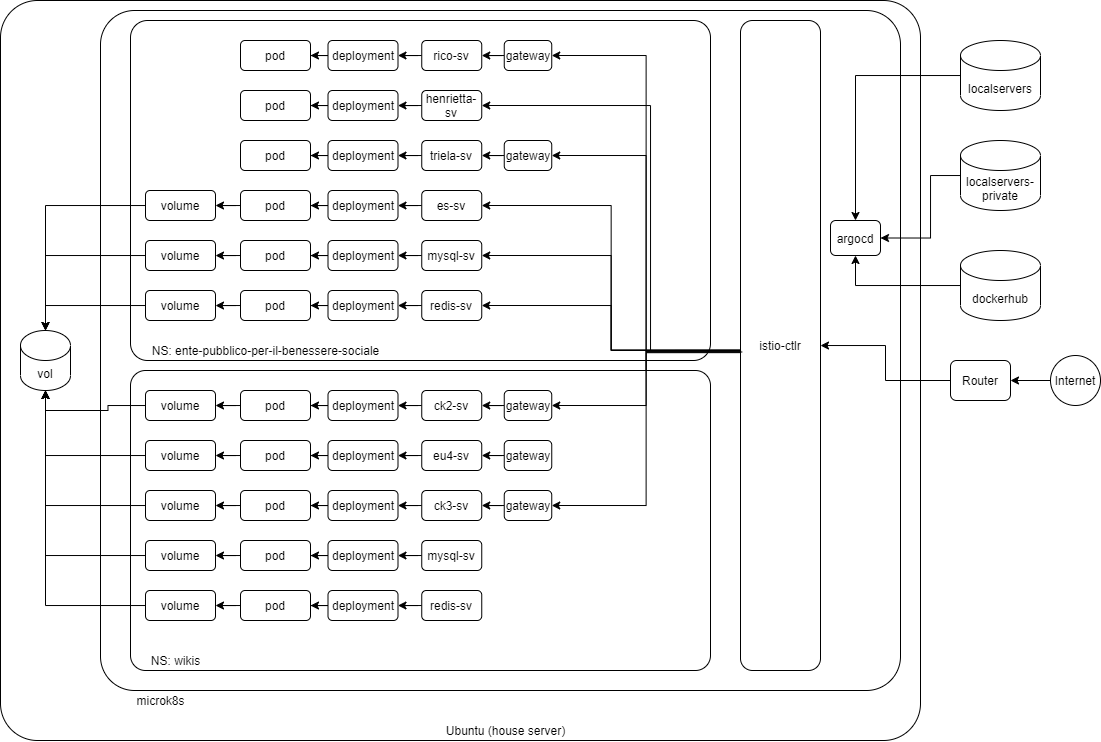 pod deployment rico-sv gateway
pod deployment henrietta-
sv
pod deployment triela-sv gateway
volume pod deployment es-sv
volume pod deployment mysql-sv
volume pod deployment redis-sv
NS: ente-pubblico-per-il-benessere-sociale
vol
volume pod deployment ck2-sv gateway
volume pod deployment eu4-sv gateway
volume pod deployment ck3-sv gateway
volume pod deployment mysql-sv
volume pod deployment redis-sv
NS: wikis
istio-ctlr
microk8s
Ubuntu (house server)
localservers
localservers-
private
argocd
dockerhub
Router
Internet